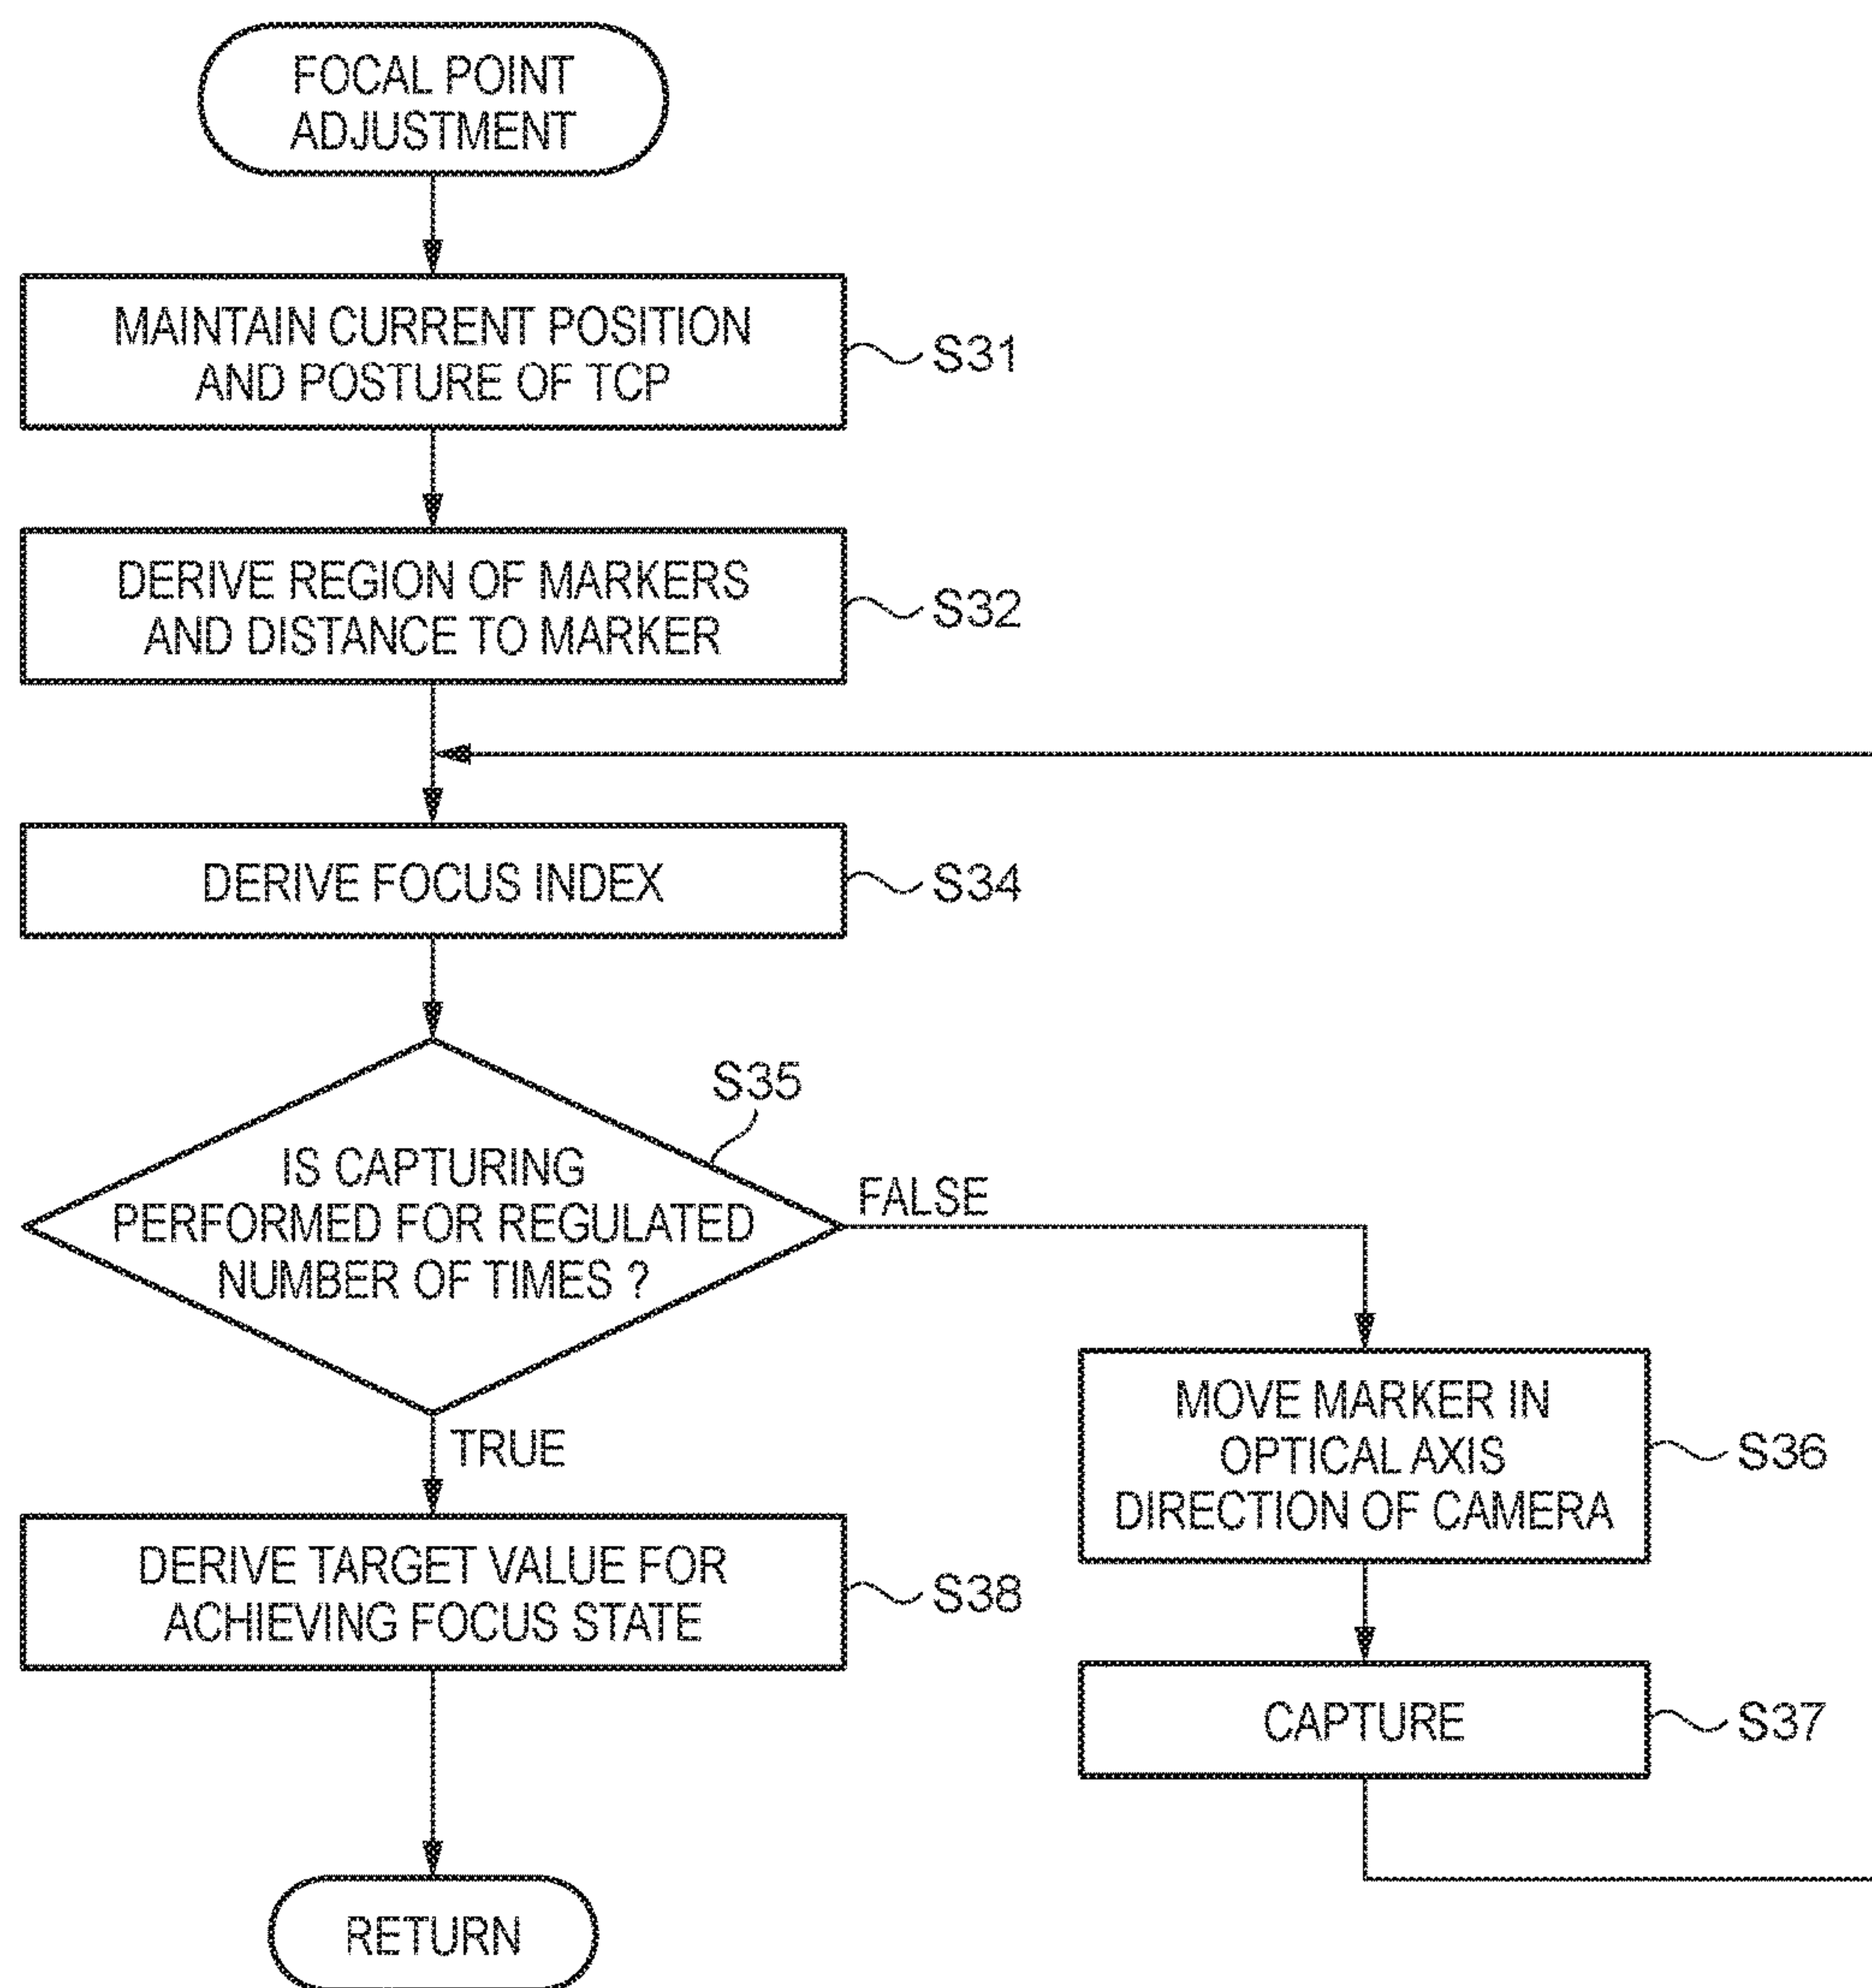 FOCAL POINT
ADJUSTMENT
MAINTAIN CURRENT POSITION
AND POSTURE OF TCP
S31
DERIVE REGION OF MARKERS
AND DISTANCE TO MARKER
S32
DERIVE FOCUS INDEX
S34
S35
IS CAPTURING
PERFORMED FOR REGULATED
NUMBER OF TIMES ?
FALSE
TRUE
MOVE MARKER IN
OPTICAL AXIS
DIRECTION OF CAMERA
S36
DERIVE TARGET VALUE FOR
ACHIEVING FOCUS STATE
S38
CAPTURE
S37
RETURN